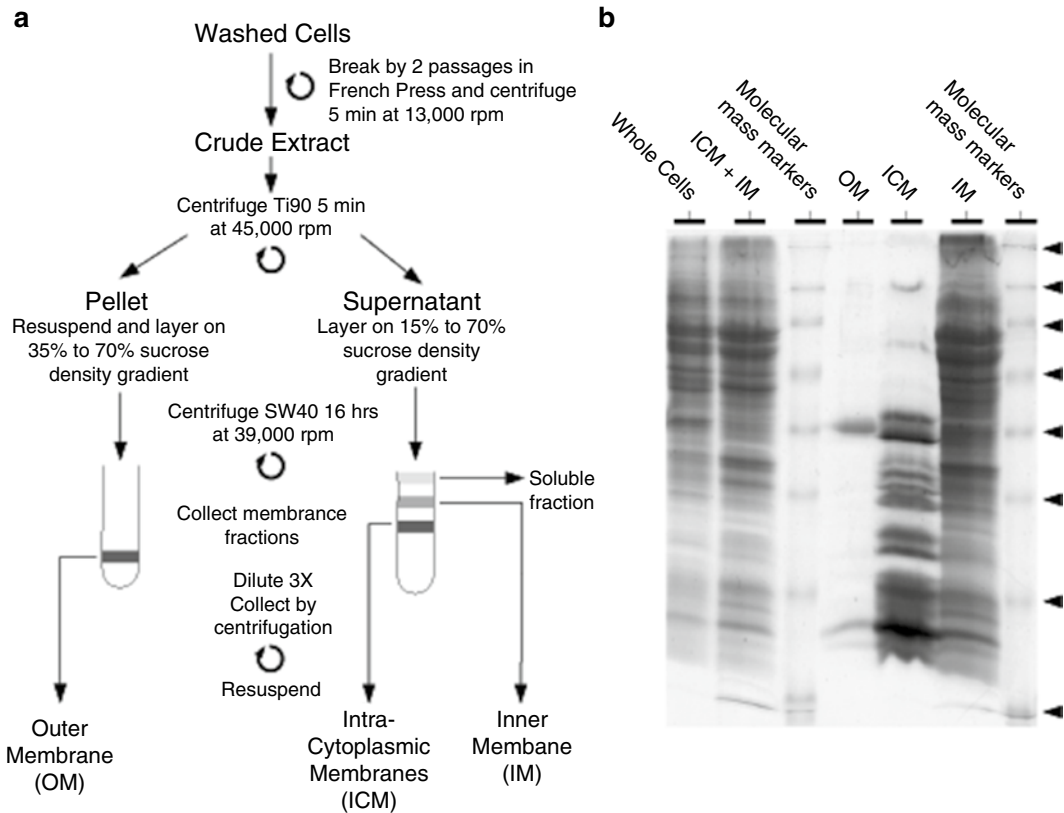 a
Washed Cells
Break by 2 passages in
French Press and centrifuge
5 min at 13,000 rpm
Crude Extract
Centrifuge Ti90 5 min
at 45,000 rpm
Pellet
Resuspend and layer on
35% to 70% sucrose
density gradient
Supernatant
Layer on 15% to 70%
sucrose density
gradient
Centrifuge SW40 16 hrs
at 39,000 rpm
Soluble
fraction
Collect membrance
fractions
Dilute 3X
Collect by
centrifugation
Resuspend
Outer
Membrane
(OM)
Intra-
Cytoplasmic
Membranes
(ICM)
Inner
Membane
(IM)
b
Whole Cells
ICM + IM
Molecular
mass markers
OM
ICM
IM
Molecular
mass markers